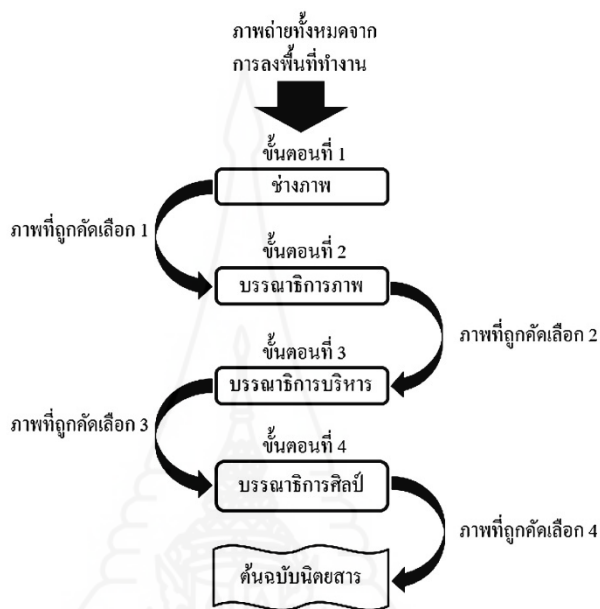 ภาพถ่ายทั้งหมดจาก
การลงพื้นที่ทำงาน
ขั้นตอนที่ 1
ช่างภาพ
ภาพที่ถูกคัดเลือก 1
ขั้นตอนที่ 2
บรรณาธิการภาพ
ภาพที่ถูกคัดเลือก 2
ขั้นตอนที่ 3
บรรณาธิการบริหาร
ภาพที่ถูกคัดเลือก 3
ขั้นตอนที่ 4
บรรณาธิการศิลป์
ภาพที่ถูกคัดเลือก 4
ต้นฉบับนิตยสาร